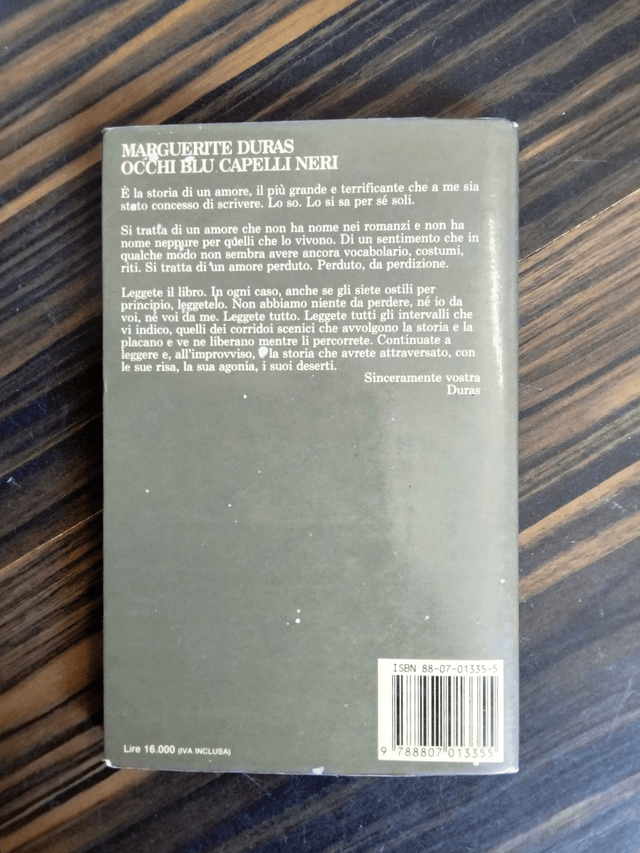 MARGUERITE DURAS
OCCHI BLU CAPELLI NERI
È la storia di un amore, il più grande e terrificante che a me sia
stato concesso di scrivere. Lo so. Lo si sa per sé soli.
Si tratta di un amore che non ha nome nei romanzi e non ha
nome neppure per quelli che lo vivono. Di un sentimento che in
qualche modo non sembra avere ancora vocabolario, costumi,
riti. Si tratta di un amore perduto. Perduto, da perdizione.
Leggete il libro. In ogni caso, anche se gli siete ostili per
principio, leggetelo. Non abbiamo niente da perdere, né io da
voi, né voi da me. Leggete tutto. Leggete tutti gli intervalli che
vi indico, quelli dei corridoi scenici che avvolgono la storia e la
placano e ve ne liberano mentre li percorrete. Continuate a
leggere e, all'improvviso, la storia che avrete attraversato, con
le sue risa, la sua agonia, i suoi deserti.
Sinceramente vostra
Duras
ISBN 88-07-01335-5
9 788807 013355
Lire 16.000 (IVA INCLUSA)